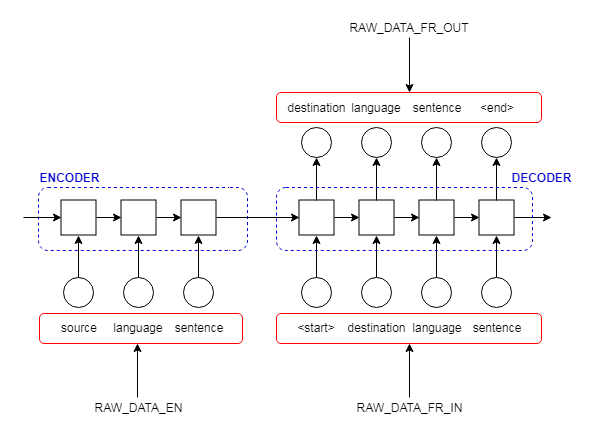 RAW_DATA_FR_OUT
destination language sentence <end>
ENCODER
DECODER
source language sentence
<start> destination language sentence
RAW_DATA_EN
RAW_DATA_FR_IN